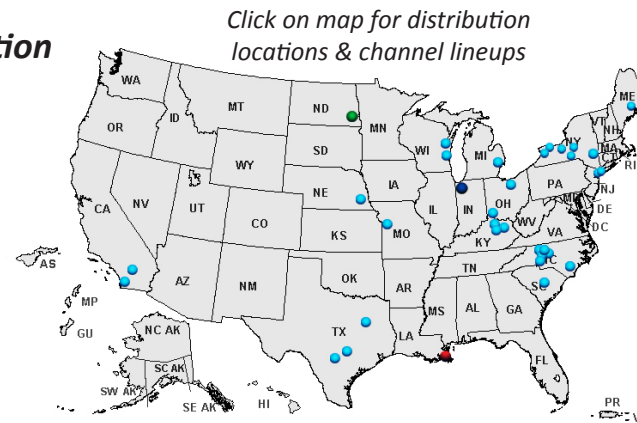 Click on map for distribution
tion
locations & channel lineups
WA
ME
MT
ND
VT
OR
ID
MN
NH
NY
WI
MA
SD
MI
CT
RI
WY
IA
PA
NE
NJ
NV
OH
MD
DE
IL
IN
UT
WV
DC
CA
CO
VA
KS
MO
KY
AS
NC
TN
AZ
OK
NM
AR
SC
MP
MS
AL
GA
GU
NC AK
TX
LA
SC AK
FL
SW AK
HI
SE AK
PR